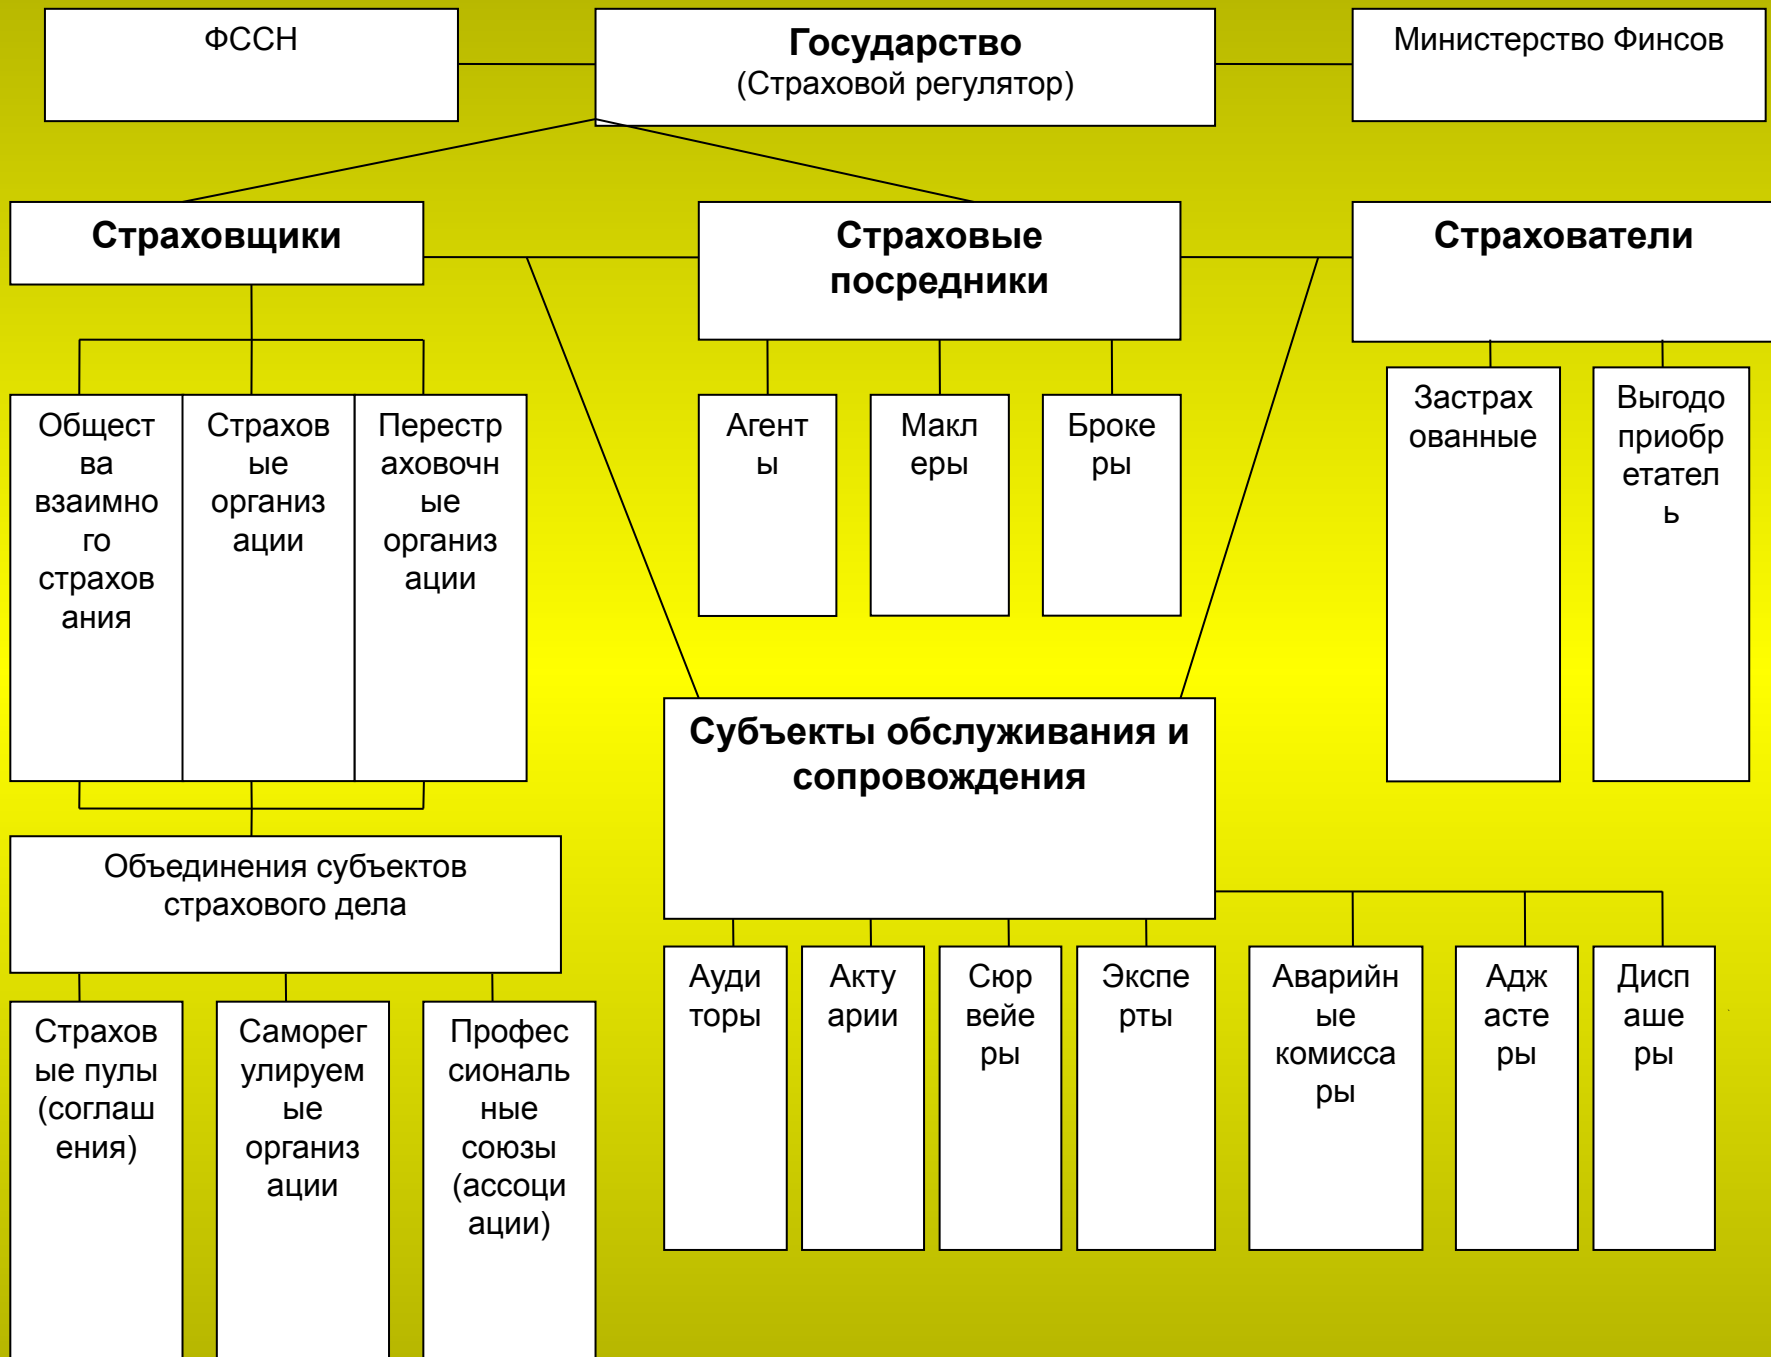 ФССН
Государство
(Страховой регулятор)
Министерство Финсов
Страховщики
Страховые
посредники
Страхователи
Общест
ва
взаимно
го
страхов
ания
Страхов
ые
организ
ации
Перестр
аховочн
ые
организ
ации
Агент
ы
Макл
еры
Броке
ры
Застрах
ованные
Выгодо
приобр
етател
ь
Субъекты обслуживания и
сопровождения
Объединения субъектов
страхового дела
Страхов
ые пулы
(соглаш
ения)
Саморег
улируем
ые
организ
ации
Профес
сиональ
ные
союзы
(ассоци
ации)
Ауди
торы
Акту
арии
Сюр
вейе
ры
Экспе
рты
Аварийн
ые
комисса
ры
Адж
асте
ры
Дисп
аше
ры